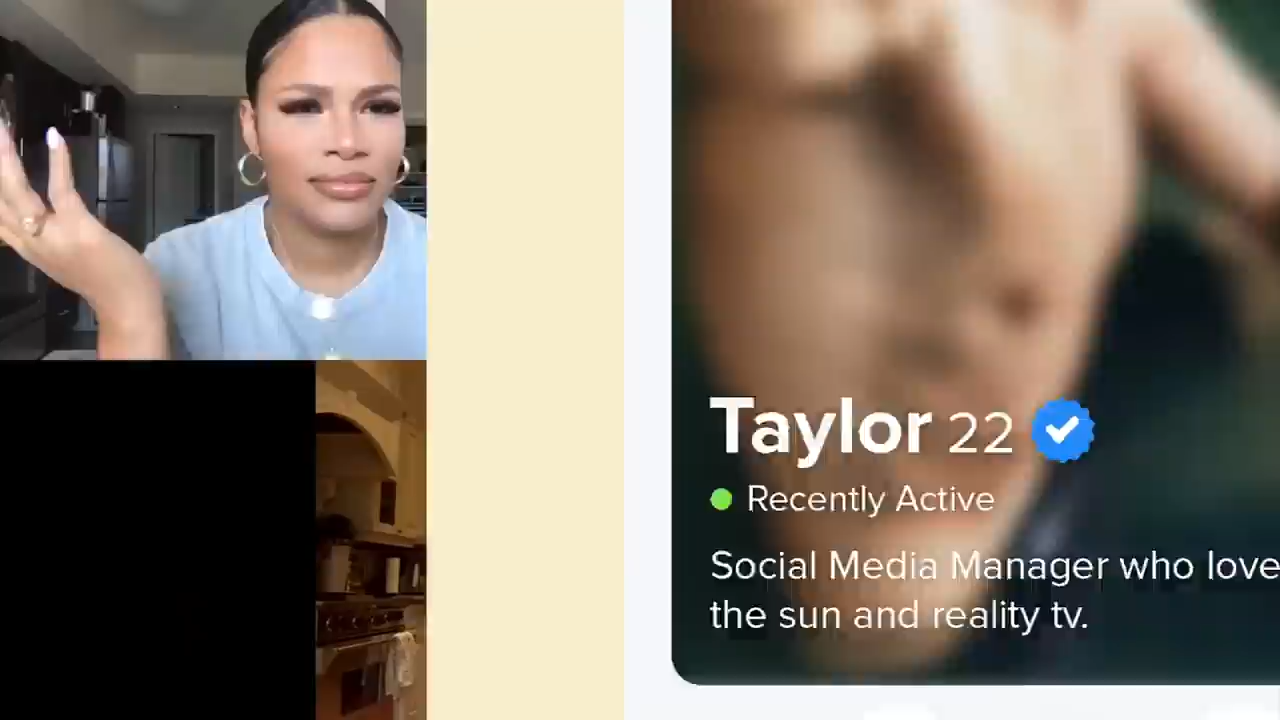 Taylor 22
Recently Active
Social Media Manager who love
the sun and reality tv.